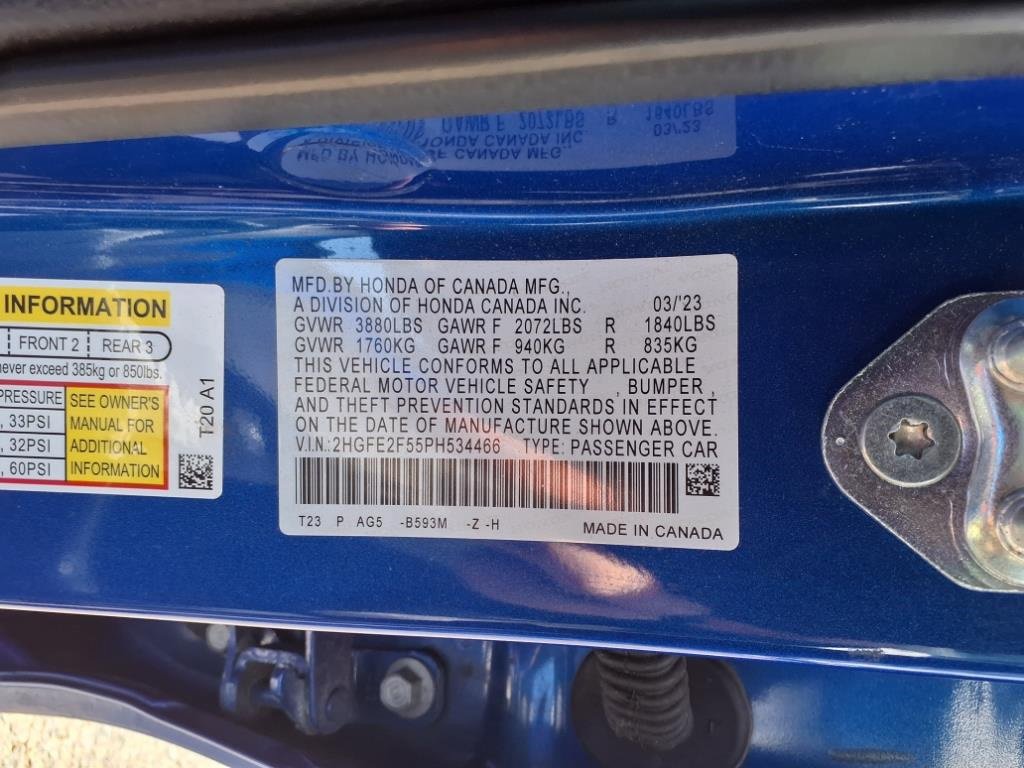 INFORMATION
FRONT 2 REAR 3
never exceed 385kg or 850lbs.
PRESSURE
, 33PSI
, 32PSI
, 60PSI
SEE OWNER'S
MANUAL FOR
ADDITIONAL
INFORMATION
T20 A1
MFD.BY HONDA OF CANADA MFG.,
A DIVISION OF HONDA CANADA INC. 03/'23
GVWR 3880LBS GAWR F 2072LBS R 1840LBS
GVWR 1760KG GAWR F 940KG R 835KG
THIS VEHICLE CONFORMS TO ALL APPLICABLE
FEDERAL MOTOR VEHICLE SAFETY , BUMPER ,
AND THEFT PREVENTION STANDARDS IN EFFECT
ON THE DATE OF MANUFACTURE SHOWN ABOVE.
V.I.N.:2HGFE2F55PH534466 TYPE: PASSENGER CAR
T23 P AG5 -B593M -Z -H MADE IN CANADA